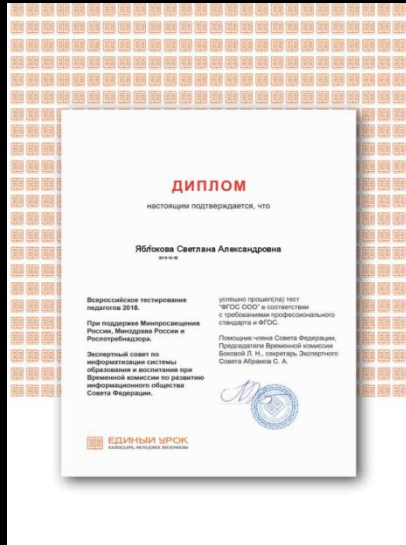 ДИПЛОМ
настоящим подтверждается, что
Яблокова Светлана Александровна
Всероссийское тестирование
педагогов 2018.
При поддержке Минпросвещения
России, Минздрава России и
Роспотребнадзора.
Экспертный совет по
информатизации системы
образования и воспитания при
Временной комиссии по развитию
информационного общества
Совета Федерации.
успешно прошел(ла) тест
"ФГОС ООО" в соответствии
с требованиями профессионального
стандарта и ФГОС.
Помощник члена Совета Федерации,
Председателя Временной комиссии
Боковой Л. Н., секретарь Экспертного
Совета Абрамов С. А.
ЕДИНЫЙ УРОК
КАЛЕНДАРЬ, МЕТОДИКИ, МАТЕРИАЛЫ